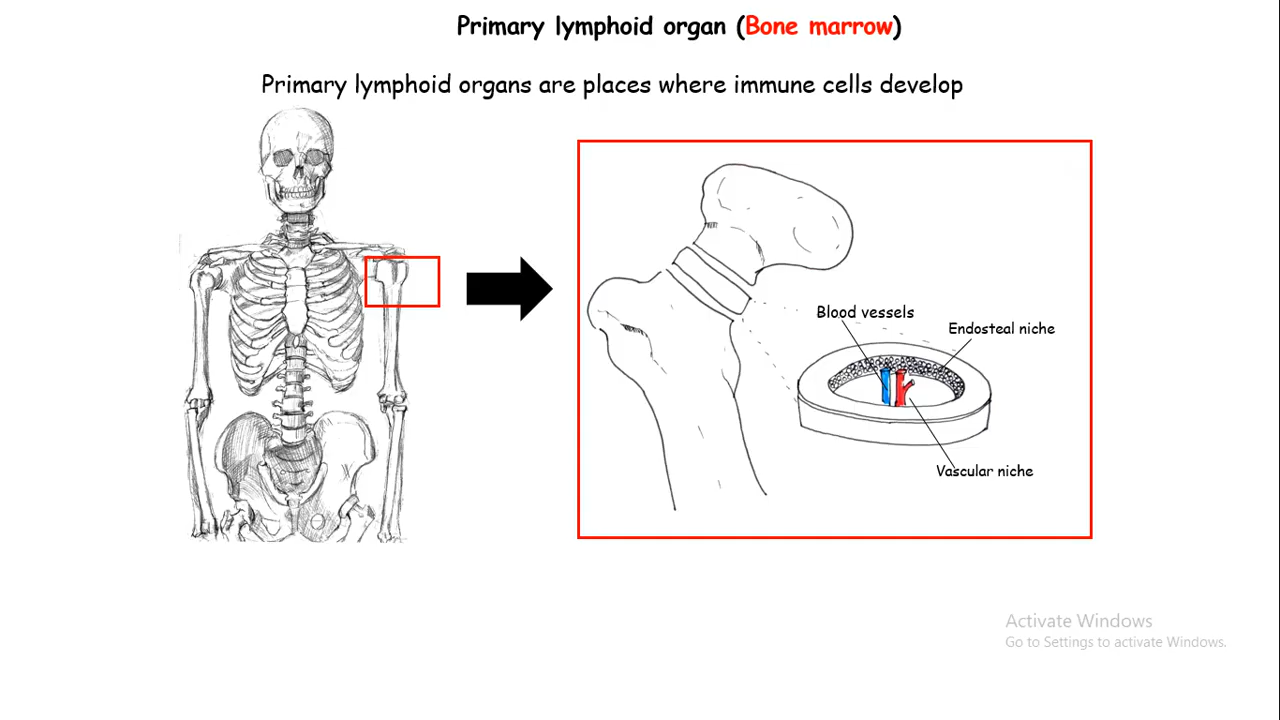 Primary lymphoid organ (Bone marrow)
Primary lymphoid organs are places where immune cells develop
Blood vessels
Endosteal niche
Vascular niche
Activate Windows
Go to Settings to activate Windows.